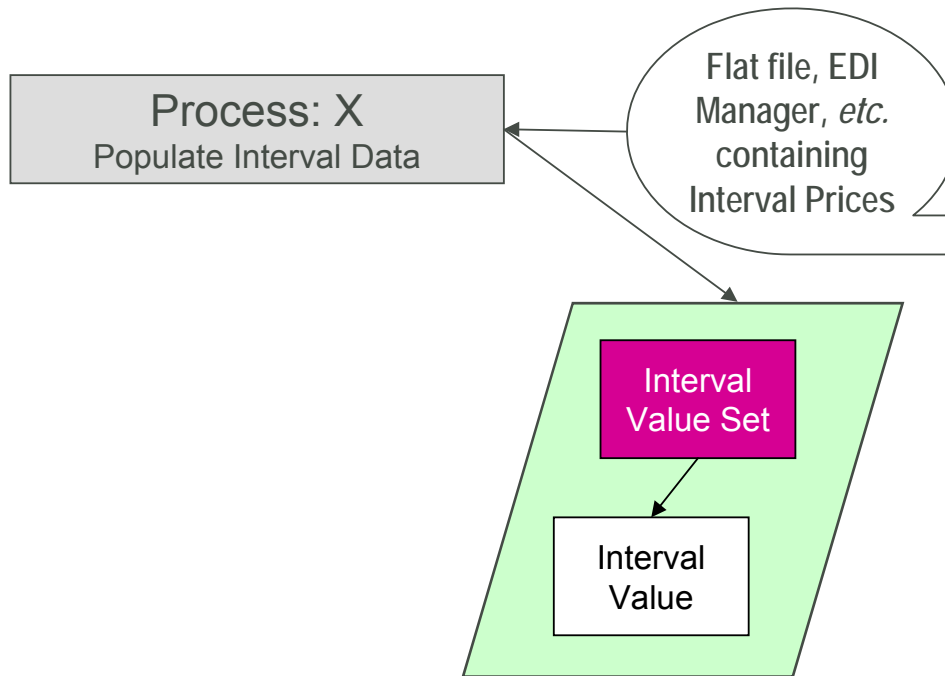 Process: X
Populate Interval Data
Flat file, EDI
Manager, etc.
containing
Interval Prices
Interval
Value Set
Interval
Value